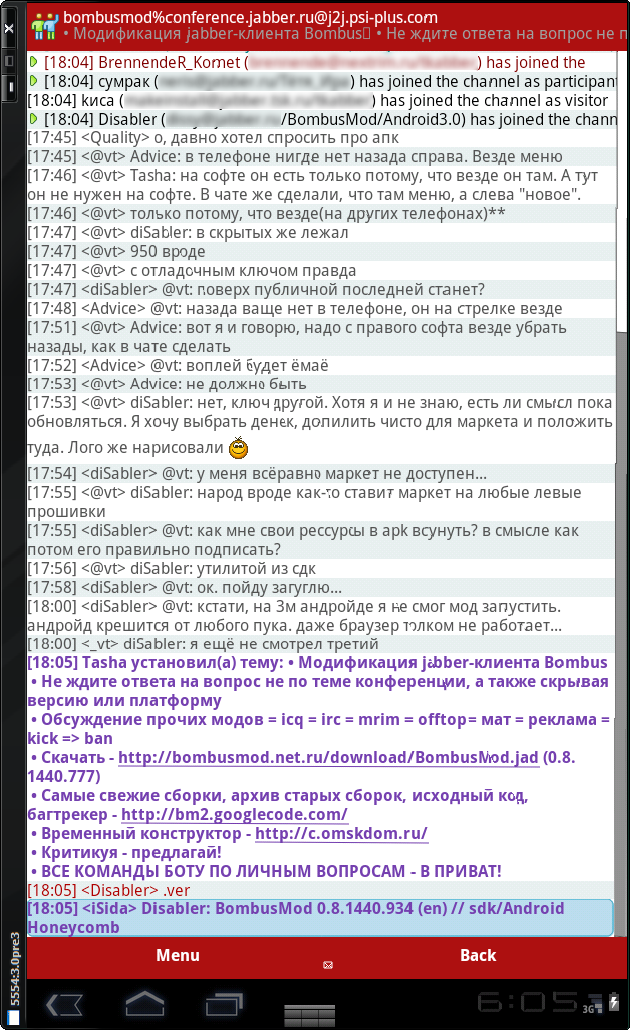 bombusmod%conference.jabber.ru@j2j.psi-plus.com
• Модификация jabber-клиента Bombus • Не ждите ответа на вопрос не п
[18:04] BrennendeR_Komet ( ) has joined the
[18:04] сумрак ( ) has joined the channel as participant
[18:04] киса ( ) has joined the channel as visitor
[18:04] Disabler ( /BombusMod/Android3.0) has joined the chann
[17:45] <Quality> о, давно хотел спросить про апк
[17:45] <@vt> Advice: в телефоне нигде нет назада справа. Везде меню
[17:46] <@vt> Tasha: на софте он есть только потому, что везде он там. А тут
он не нужен на софте. В чате же сделали, что там меню, а слева "новое".
[17:46] <@vt> только потому, что везде(на других телефонах)**
[17:47] <@vt> diSabler: в скрытых же лежал
[17:47] <@vt> 950 вроде
[17:47] <@vt> с отладочным ключом правда
[17:47] <diSabler> @vt: поверх публичной последней станет?
[17:48] <Advice> @vt: назада ваще нет в телефоне, он на стрелке везде
[17:51] <@vt> Advice: вот я и говорю, надо с правого софта везде убрать
назады, как в чате сделать
[17:52] <Advice> @vt: воплей будет ёмаё
[17:53] <@vt> Advice: не должно быть
[17:53] <@vt> diSabler: нет, ключ другой. Хотя я и не знаю, есть ли смысл пока
обновляться. Я хочу выбрать денек, допилить чисто для маркета и положить
туда. Лого же нарисовали
[17:54] <diSabler> @vt: у меня всёравно маркет не доступен...
[17:55] <@vt> diSabler: народ вроде как-то ставит маркет на любые левые
прошивки
[17:55] <diSabler> @vt: как мне свои рессурсы в apk всунуть? в смысле как
потом его правильно подписать?
[17:56] <@vt> diSabler: утилитой из сдк
[17:58] <diSabler> @vt: ок. пойду загуглю...
[18:00] <diSabler> @vt: кстати, на 3м андройде я не смог мод запустить.
андройд крешится от любого пука. даже браузер толком не работает...
[18:00] <_vt> diSabler: я ещё не смотрел третий
[18:05] Tasha установил(а) тему: • Модификация jabber-клиента Bombus
• Не ждите ответа на вопрос не по теме конференции, а также скрывая
версию или платформу
• Обсуждение прочих модов = icq = irc = mrim = offtop= мат = реклама =
kick => ban
• Скачать - http://bombusmod.net.ru/download/BombusMod.jad (0.8.
1440.777)
• Самые свежие сборки, архив старых сборок, исходный код,
багтрекер - http://bm2.googlecode.com/
• Временный конструктор - http://c.omskdom.ru/
• Критикуя - предлагай!
• ВСЕ КОМАНДЫ БОТУ ПО ЛИЧНЫМ ВОПРОСАМ - В ПРИВАТ!
[18:05] <Disabler> .ver
[18:05] <iSida> Disabler: BombusMod 0.8.1440.934 (en) // sdk/Android
Honeycomb
Menu Back
5554:3.0pre3
6:05 3G